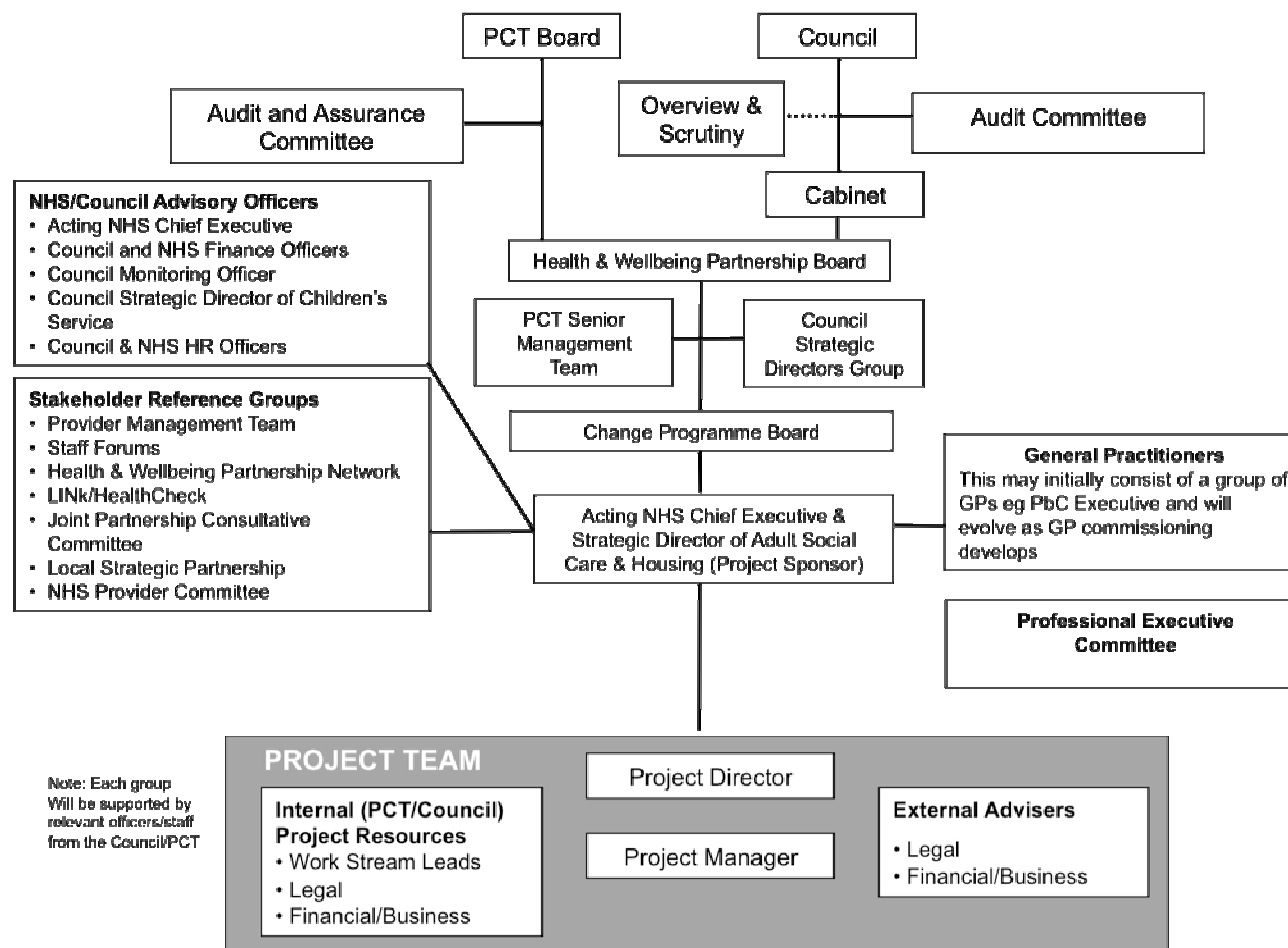 PCT Board
Council
Audit and Assurance
Committee
Overview &
Scrutiny
Audit Committee
Cabinet
NHS/Council Advisory Officers
• Acting NHS Chief Executive
• Council and NHS Finance Officers
• Council Monitoring Officer
• Council Strategic Director of Children's
Service
• Council & NHS HR Officers
Health & Wellbeing Partnership Board
PCT Senior
Management
Team
Council
Strategic
Directors Group
Stakeholder Reference Groups
• Provider Management Team
• Staff Forums
• Health & Wellbeing Partnership Network
• LINk/HealthCheck
• Joint Partnership Consultative
Committee
• Local Strategic Partnership
• NHS Provider Committee
Change Programme Board
Acting NHS Chief Executive &
Strategic Director of Adult Social
Care & Housing (Project Sponsor)
General Practitioners
This may initially consist of a group of
GPs eg PbC Executive and will
evolve as GP commissioning
develops
Professional Executive
Committee
Note: Each group
Will be supported by
relevant officers/staff
from the Council/PCT
PROJECT TEAM
Internal (PCT/Council)
Project Resources
• Work Stream Leads
• Legal
• Financial/Business
Project Director
Project Manager
External Advisers
• Legal
• Financial/Business